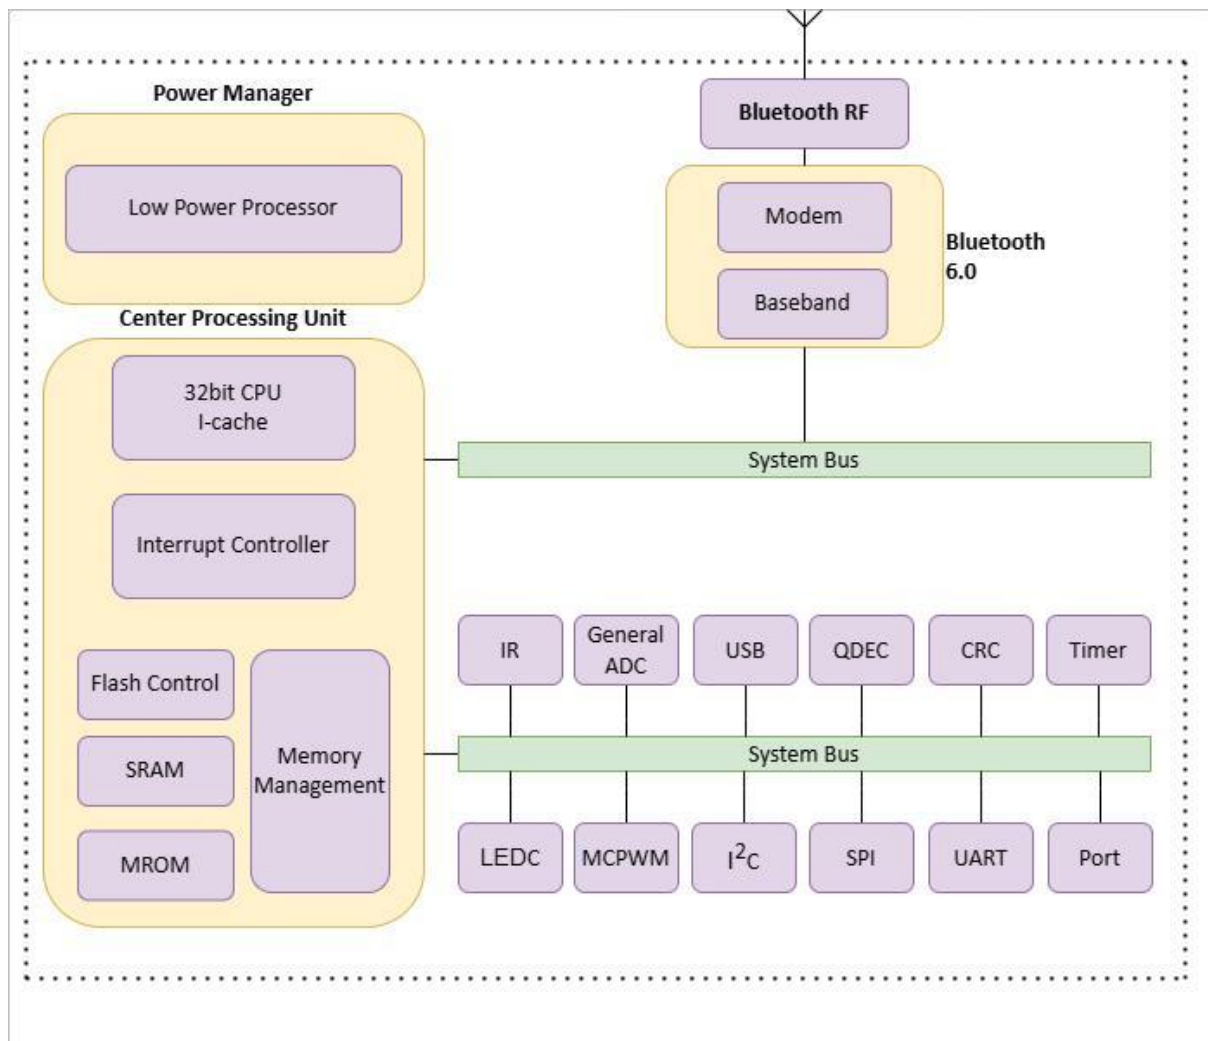 Power Manager
Low Power Processor
Bluetooth RF
Modem
Baseband
Bluetooth
6.0
Center Processing Unit
32bit CPU
I-cache
Interrupt Controller
Flash Control
SRAM
MROM
Memory
Management
System Bus
IR
General
ADC
USB
QDEC
CRC
Timer
System Bus
LEDC
MCPWM
I²C
SPI
UART
Port